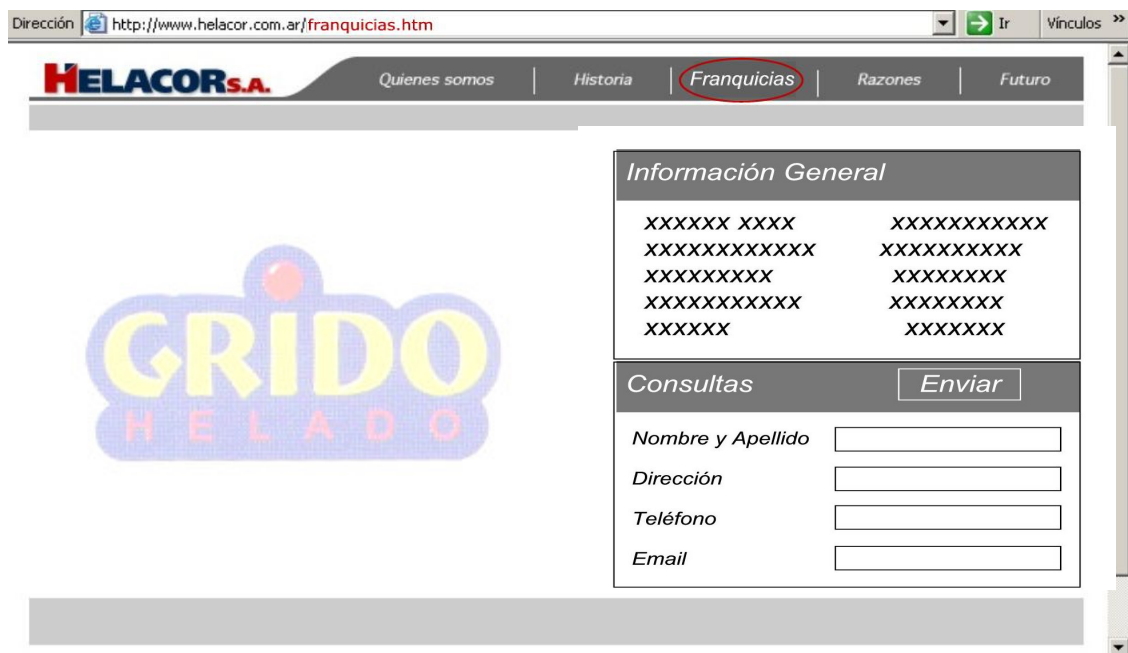 Dirección http://www.helacor.com.ar/franquicias.htm Ir Vínculos »
HELACOR S.A. Quienes somos Historia Franquicias Razones Futuro
Información General
xxxxxx xxxx xxxxxxxxxxx
xxxxxxxxxxxx xxxxxxxxxx
xxxxxxxxx xxxxxxxx
xxxxxxxxxxx xxxxxxxx
xxxxxx xxxxxxx
GRIDO
HELADO
Consultas Enviar
Nombre y Apellido
Dirección
Teléfono
Email